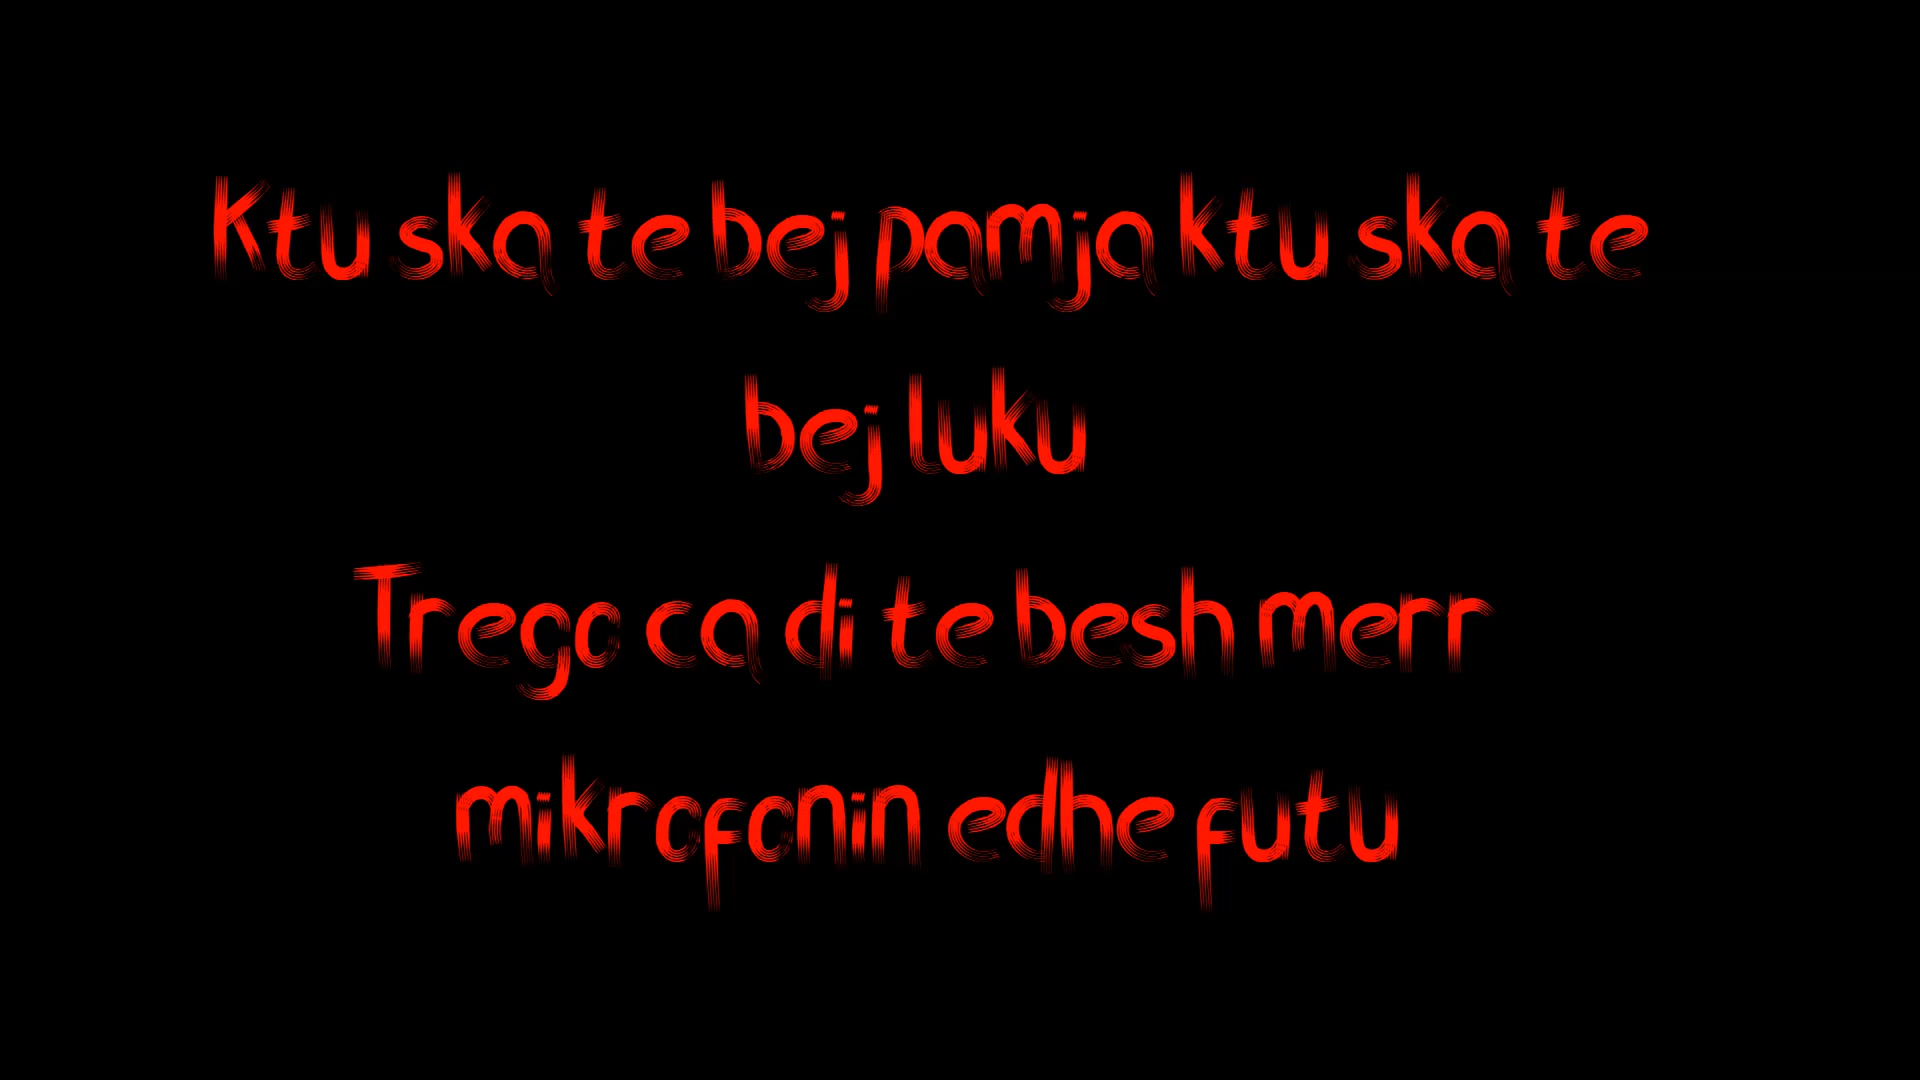 Ktu ska te bej pamja ktu ska te
bej luku
Trego ca di te besh merr
mikrofonin edhe futu